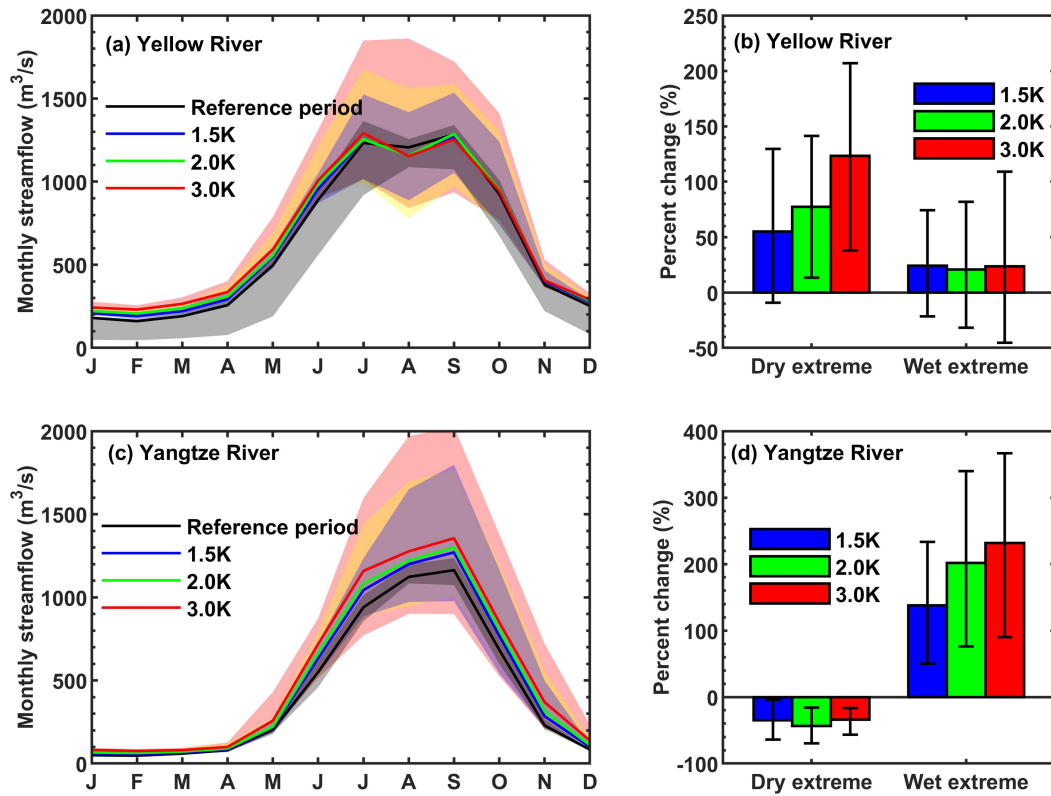 (a) Yellow River
Monthly streamflow (m³/s)
2000
1500
1000
500
0
Reference period
1.5K
2.0K
3.0K
J F M A M J J A S O N D
(b) Yellow River
Percent change (%)
250
200
150
100
50
0
-50
1.5K
2.0K
3.0K
Dry extreme Wet extreme
(c) Yangtze River
Monthly streamflow (m³/s)
2000
1500
1000
500
0
Reference period
1.5K
2.0K
3.0K
J F M A M J J A S O N D
(d) Yangtze River
Percent change (%)
400
300
200
100
0
-100
1.5K
2.0K
3.0K
Dry extreme Wet extreme